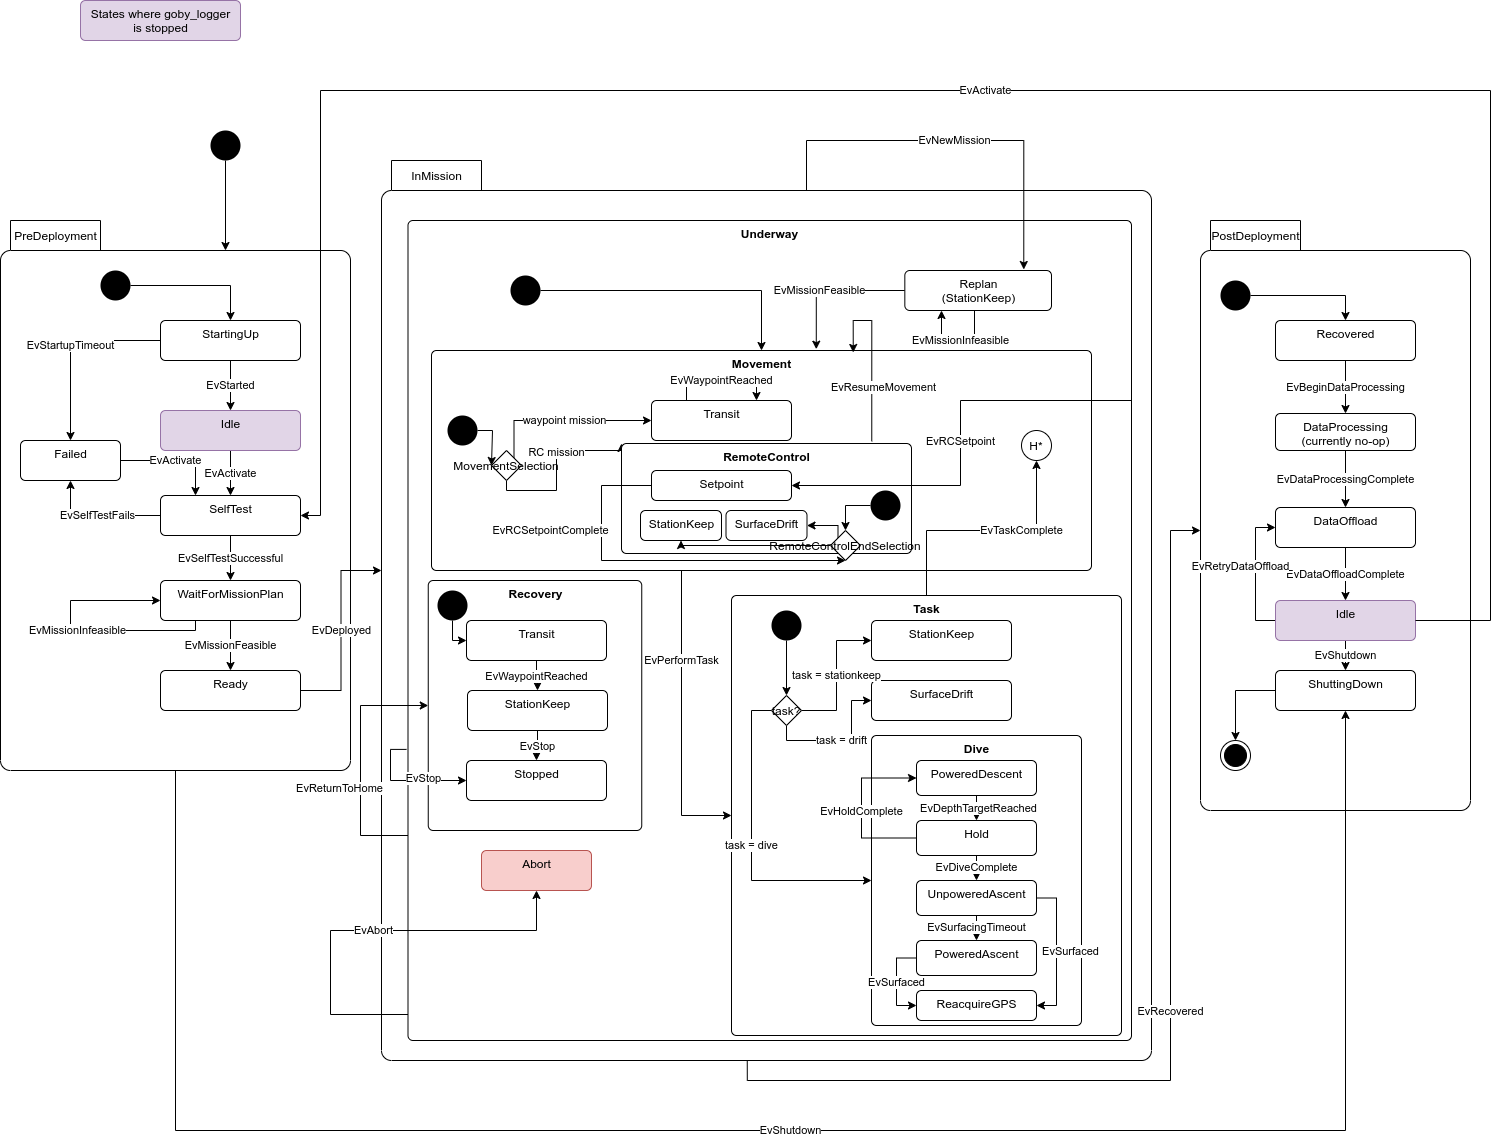 States where goby_logger
is stopped
EvActivate
EvNewMission
InMission
PreDeployment
Underway
PostDeployment
Replan
(StationKeep)
EvMissionFeasible
EvMissionInfeasible
StartingUp
EvStartupTimeout
EvStarted
Idle
Failed
EvActivate
EvActivate
SelfTest
EvSelfTestFails
EvSelfTestSuccessful
WaitForMissionPlan
EvMissionInfeasible
EvMissionFeasible
Ready
EvDeployed
Movement
EvWaypointReached
EvResumeMovement
Transit
waypoint mission
RC mission
MovementSelection
RemoteControl
EvRCSetpoint
H*
Setpoint
StationKeep
SurfaceDrift
EvRCSetpointComplete
RemoteControlEndSelection
EvTaskComplete
Recovery
Transit
EvWaypointReached
StationKeep
EvStop
Stopped
EvStop
EvReturnToHome
Abort
EvAbort
EvPerformTask
Task
StationKeep
task = stationkeep
SurfaceDrift
task?
task = drift
Dive
PoweredDescent
EvDepthTargetReached
EvHoldComplete
Hold
task = dive
EvDiveComplete
UnpoweredAscent
EvSurfacingTimeout
EvSurfaced
PoweredAscent
EvSurfaced
ReacquireGPS
EvRecovered
Recovered
EvBeginDataProcessing
DataProcessing
(currently no-op)
EvDataProcessingComplete
DataOffload
EvRetryDataOffload
EvDataOffloadComplete
Idle
EvShutdown
ShuttingDown
EvShutdown